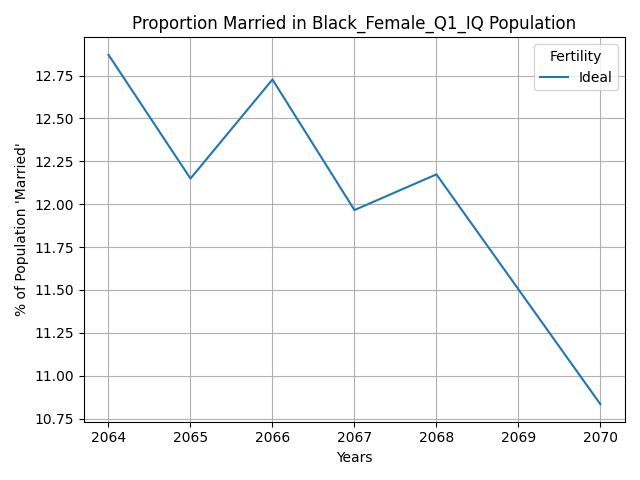 Proportion Married in Black_Female_Q1_IQ Population
Fertility
Ideal
% of Population 'Married'
12.75
12.50
12.25
12.00
11.75
11.50
11.25
11.00
10.75
2064 2065 2066 2067 2068 2069 2070
Years